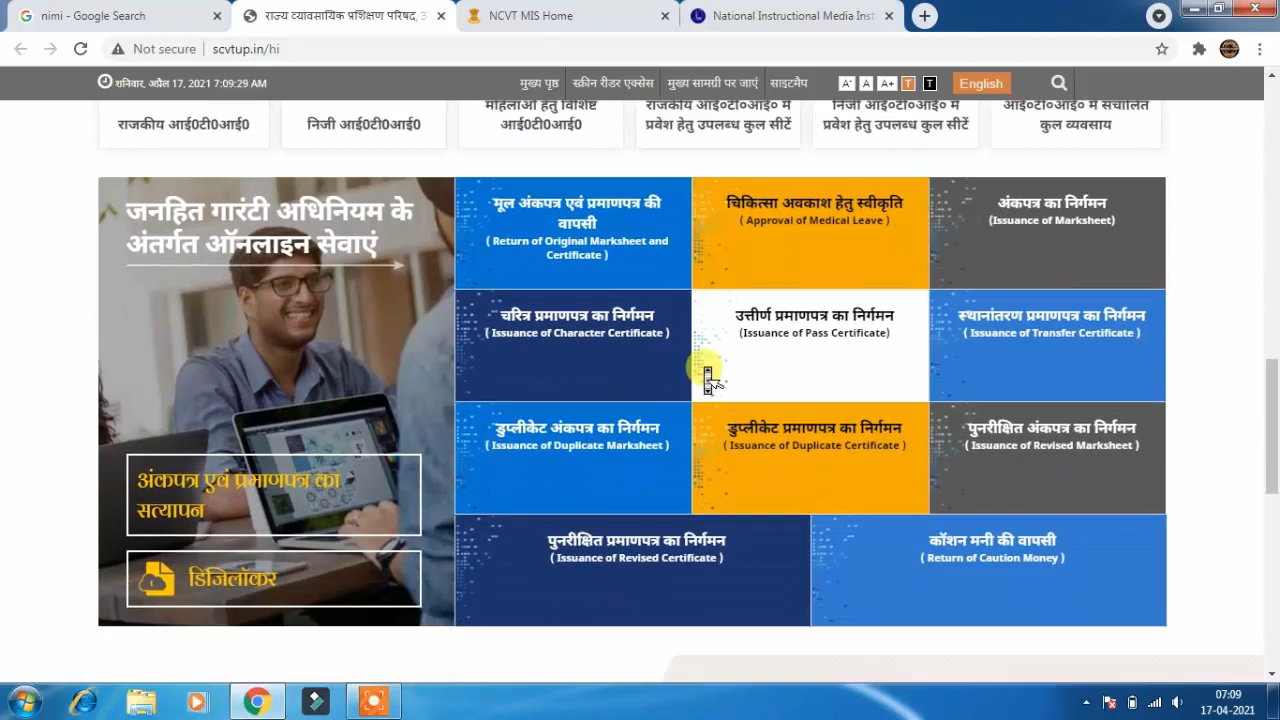 nimi - Google Search
राज्य व्यावसायिक प्रशिक्षण परिषद, उ
NCVT MIS Home
National Instructional Media Inst
Not secure
scvtup.in/hi
शनिवार, अप्रैल 17, 2021 7:09:29 AM
मुख्य पृष्ठ
स्क्रीन रीडर एक्सेस
मुख्य सामग्री पर जाएं
साइटमैप
A-
A
A+
T
T
English
राजकीय आई0टी0आई0
निजी आई0टी0आई0
महिलाओं हेतु विशिष्ट
आई0टी0आई0
राजकीय आई०टी०आई० में
प्रवेश हेतु उपलब्ध कुल सीटें
निजी आई०टी०आई० में
प्रवेश हेतु उपलब्ध कुल सीटें
आई०टी०आई० में संचालित
कुल व्यवसाय
जनहित गारंटी अधिनियम के
अंतर्गत ऑनलाइन सेवाएं
अंकपत्र एवं प्रमाणपत्र का
सत्यापन
डिजिलॉकर
मूल अंकपत्र एवं प्रमाणपत्र की
वापसी
( Return of Original Marksheet and
Certificate )
चिकित्सा अवकाश हेतु स्वीकृति
( Approval of Medical Leave )
अंकपत्र का निर्गमन
(Issuance of Marksheet)
चरित्र प्रमाणपत्र का निर्गमन
( Issuance of Character Certificate )
उत्तीर्ण प्रमाणपत्र का निर्गमन
(Issuance of Pass Certificate)
स्थानांतरण प्रमाणपत्र का निर्गमन
( Issuance of Transfer Certificate )
डुप्लीकेट अंकपत्र का निर्गमन
( Issuance of Duplicate Marksheet )
डुप्लीकेट प्रमाणपत्र का निर्गमन
( Issuance of Duplicate Certificate )
पुनरीक्षित अंकपत्र का निर्गमन
( Issuance of Revised Marksheet )
पुनरीक्षित प्रमाणपत्र का निर्गमन
( Issuance of Revised Certificate )
कॉशन मनी की वापसी
( Return of Caution Money )
07:09
17-04-2021